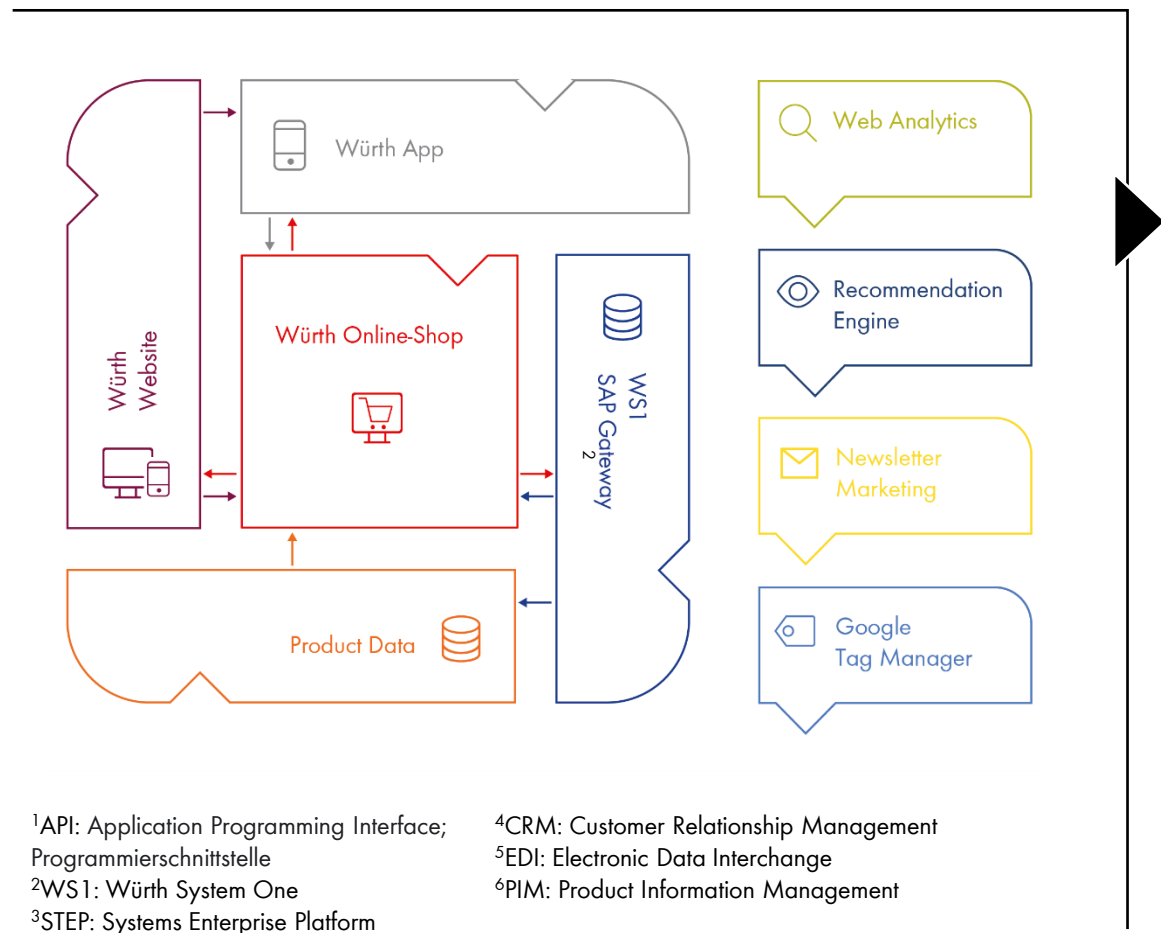 Würth App
Würth Online-Shop
Würth
Website
WS1
SAP Gateway
2
Product Data
Web Analytics
Recommendation
Engine
Newsletter
Marketing
Google
Tag Manager
¹API: Application Programming Interface;
Programmierschnittstelle
²WS1: Würth System One
³STEP: Systems Enterprise Platform
⁴CRM: Customer Relationship Management
⁵EDI: Electronic Data Interchange
⁶PIM: Product Information Management